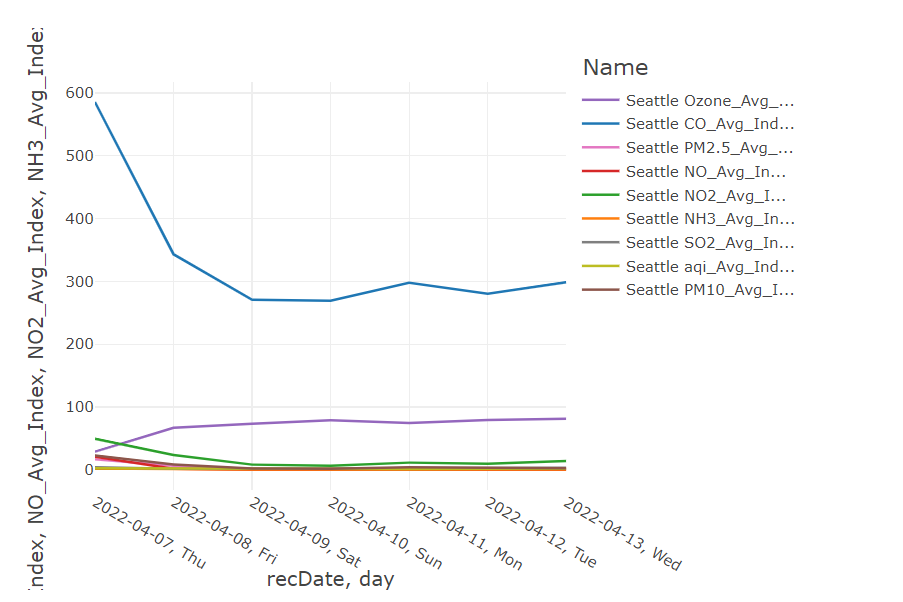 Name
Seattle Ozone_Avg_...
Seattle CO_Avg_Ind...
Seattle PM2.5_Avg_...
Seattle NO_Avg_In...
Seattle NO2_Avg_I...
Seattle NH3_Avg_In...
Seattle SO2_Avg_In...
Seattle aqi_Avg_Ind...
Seattle PM10_Avg_I...
Index, NO_Avg_Index, NO2_Avg_Index, NH3_Avg_Index
600
500
400
300
200
100
0
2022-04-07, Thu
2022-04-08, Fri
2022-04-09, Sat
2022-04-10, Sun
2022-04-11, Mon
2022-04-12, Tue
2022-04-13, Wed
recDate, day